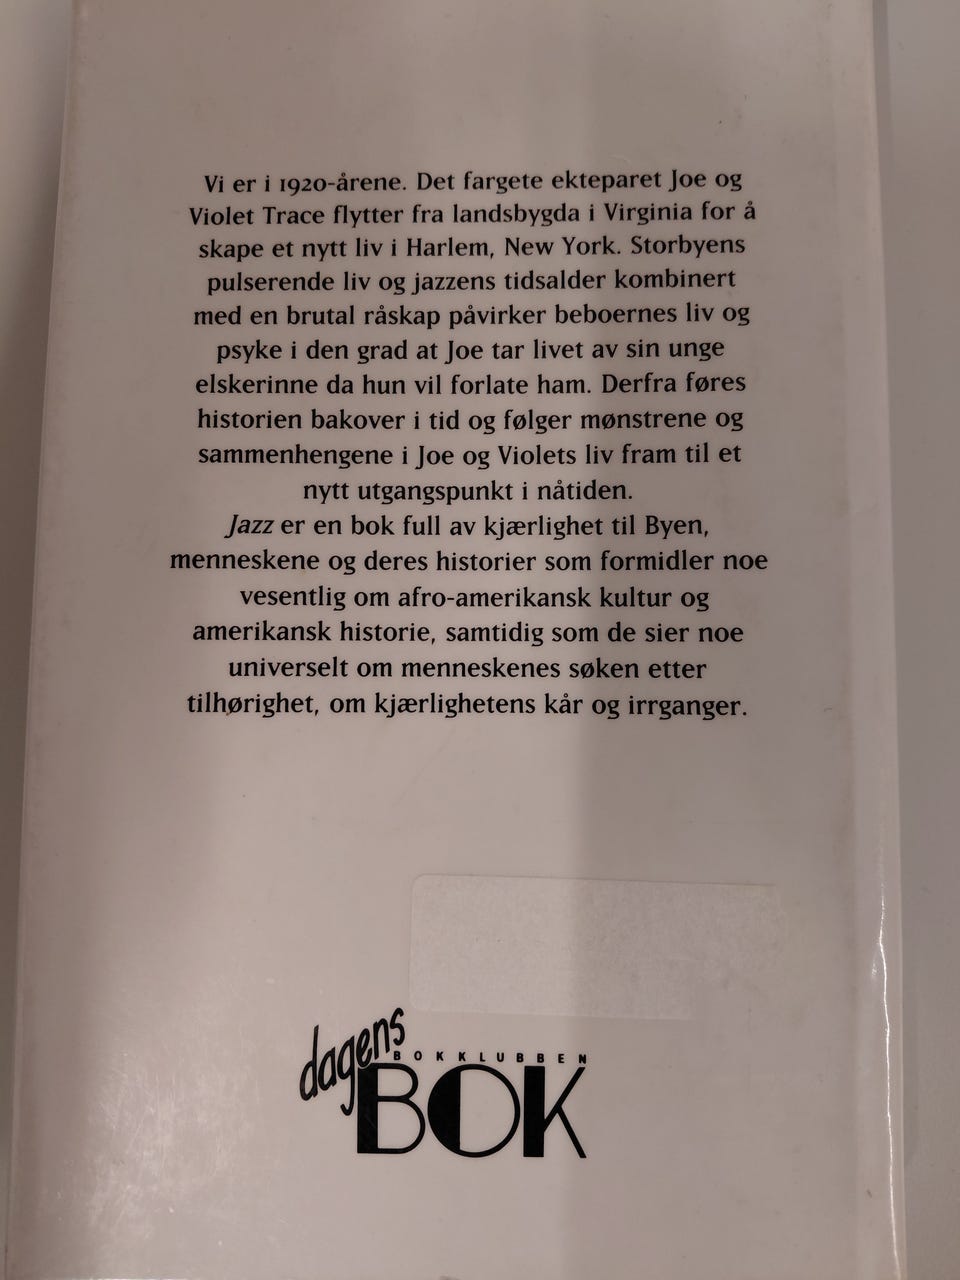 Vi er i 1920-årene. Det fargete ekteparet Joe og
Violet Trace flytter fra landsbygda i Virginia for å
skape et nytt liv i Harlem, New York. Storbyens
pulserende liv og jazzens tidsalder kombinert
med en brutal råskap påvirker beboernes liv og
psyke i den grad at Joe tar livet av sin unge
elskerinne da hun vil forlate ham. Derfra føres
historien bakover i tid og følger mønstrene og
sammenhengene i Joe og Violets liv fram til et
nytt utgangspunkt i nåtiden.
Jazz er en bok full av kjærlighet til Byen,
menneskene og deres historier som formidler noe
vesentlig om afro-amerikansk kultur og
amerikansk historie, samtidig som de sier noe
universelt om menneskenes søken etter
tilhørighet, om kjærlighetens kår og irrganger.
dagens
BOKKLUBBEN
BOK